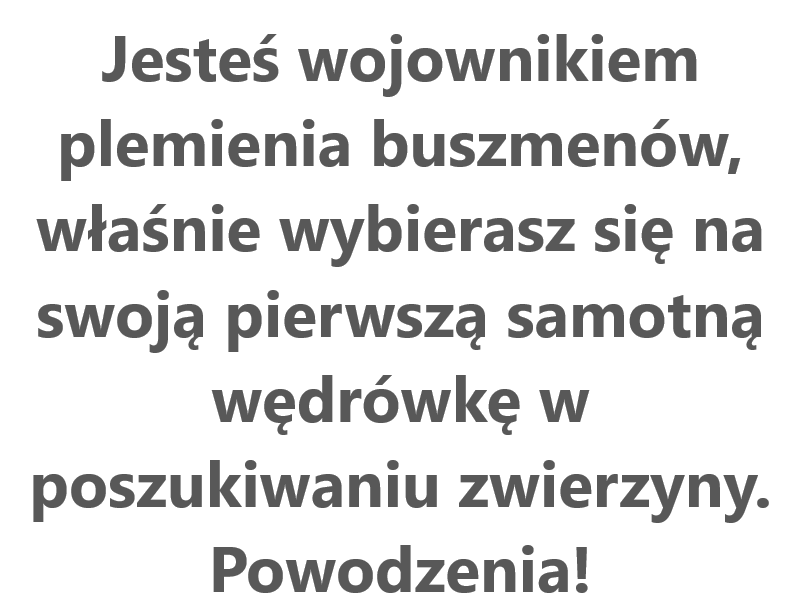 Jesteś wojownikiem
plemienia buszmenów,
właśnie wybierasz się na
swoją pierwszą samotną
wędrówkę w
poszukiwaniu zwierzyny.
Powodzenia!